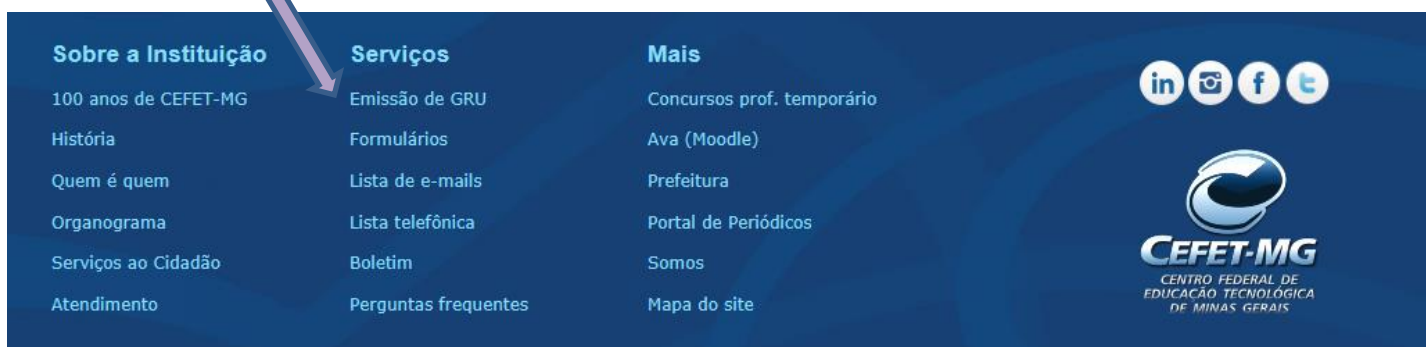 Sobre a Instituição
100 anos de CEFET-MG
História
Quem é quem
Organograma
Serviços ao Cidadão
Atendimento
Serviços
Emissão de GRU
Formulários
Lista de e-mails
Lista telefônica
Boletim
Perguntas frequentes
Mais
Concursos prof. temporário
Ava (Moodle)
Prefeitura
Portal de Periódicos
Somos
Mapa do site
in
f
t
CEFET-MG
CENTRO FEDERAL DE
EDUCAÇÃO TECNOLÓGICA
DE MINAS GERAIS